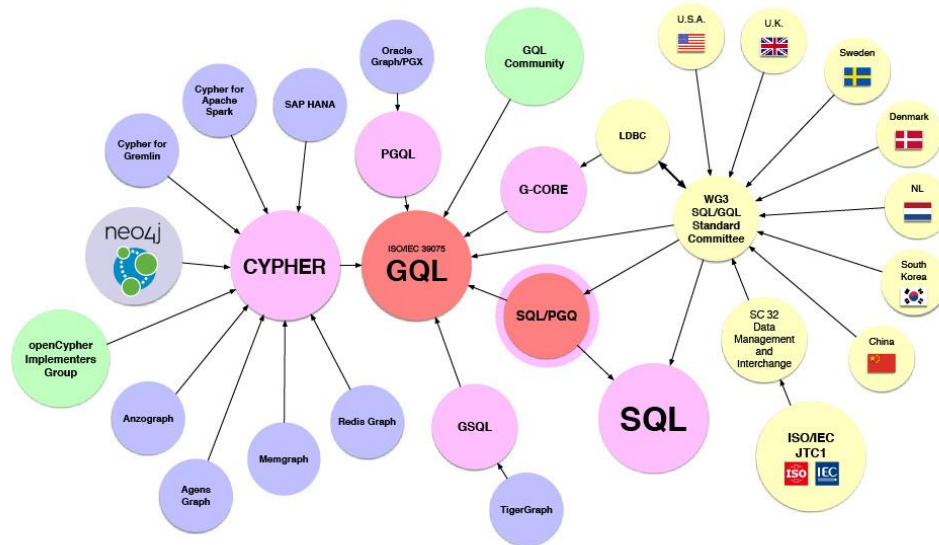 U.S.A.
U.K.
Sweden
Denmark
NL
South
Korea
China
Oracle
Graph/PGX
GQL
Community
Cypher for
Apache
Spark
SAP HANA
Cypher for
Gremlin
PGQL
LDBC
G-CORE
WG3
SQL/GQL
Standard
Committee
neo4j
CYPHER
ISO/IEC 39075
GQL
SQL/PGQ
SC 32
Data
Management
and
Interchange
openCypher
Implementers
Group
Anzograph
Agens
Graph
Memgraph
Redis Graph
GSQL
SQL
TigerGraph
ISO/IEC
JTC1
ISO
IEC